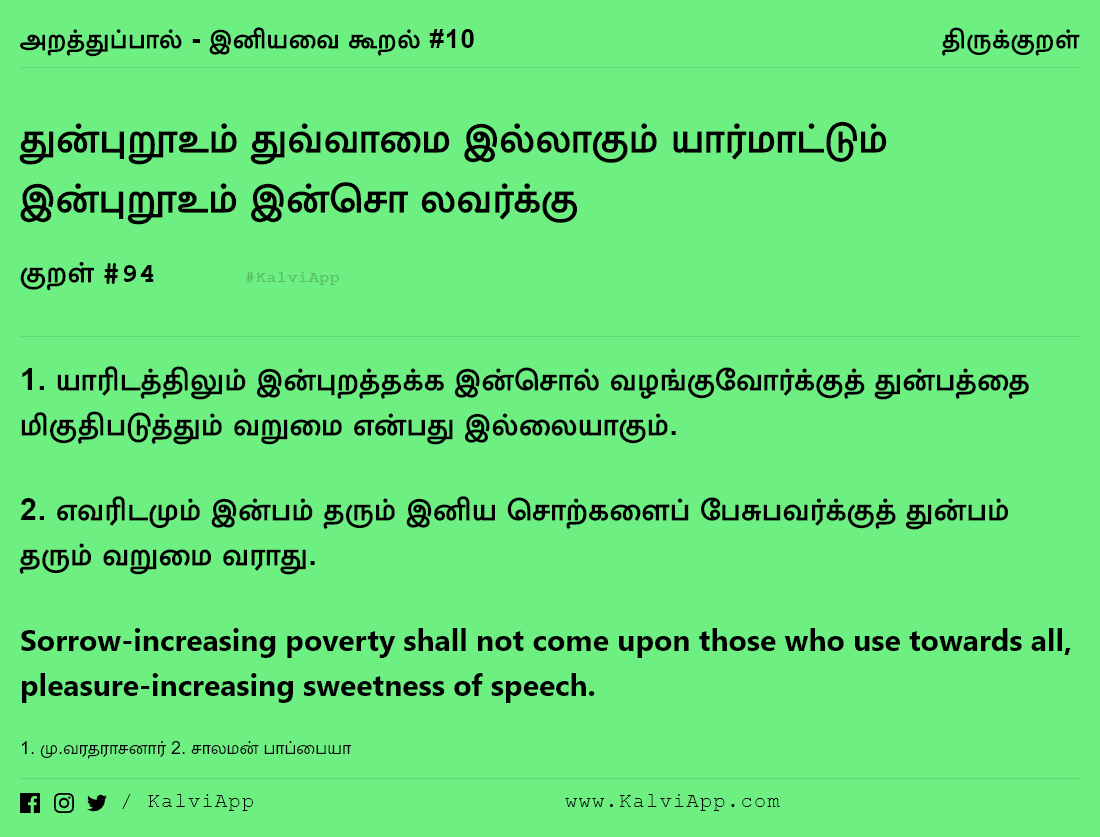 அறத்துப்பால் - இனியவை கூறல் #10 திருக்குறள்
துன்புறூஉம் துவ்வாமை இல்லாகும் யார்மாட்டும்
இன்புறூஉம் இன்சொ லவர்க்கு
குறள் #94 #KalviApp
1. யாரிடத்திலும் இன்புறத்தக்க இன்சொல் வழங்குவோர்க்குத் துன்பத்தை
மிகுதிபடுத்தும் வறுமை என்பது இல்லையாகும்.
2. எவரிடமும் இன்பம் தரும் இனிய சொற்களைப் பேசுபவர்க்குத் துன்பம்
தரும் வறுமை வராது.
Sorrow-increasing poverty shall not come upon those who use towards all,
pleasure-increasing sweetness of speech.
1. மு.வரதராசனார் 2. சாலமன் பாப்பையா
/ KalviApp www.KalviApp.com